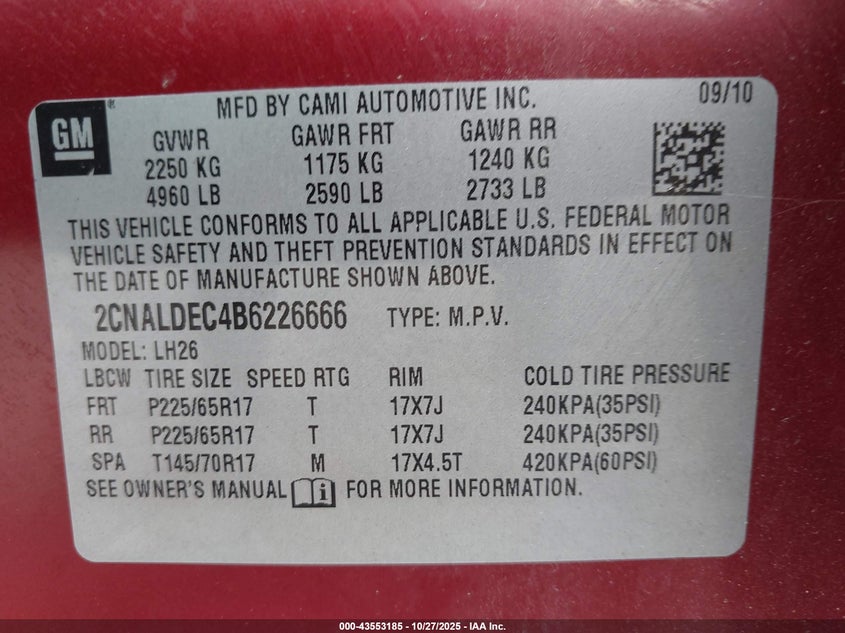 GM®
MFD BY CAMI AUTOMOTIVE INC.
09/10
GVWR GAWR FRT GAWR RR
2250 KG 1175 KG 1240 KG
4960 LB 2590 LB 2733 LB
THIS VEHICLE CONFORMS TO ALL APPLICABLE U.S. FEDERAL MOTOR
VEHICLE SAFETY AND THEFT PREVENTION STANDARDS IN EFFECT ON
THE DATE OF MANUFACTURE SHOWN ABOVE.
2CNALDEC4B6226666 TYPE: M.P.V.
MODEL: LH26
LBCW TIRE SIZE SPEED RTG RIM COLD TIRE PRESSURE
FRT P225/65R17 T 17X7J 240KPA(35PSI)
RR P225/65R17 T 17X7J 240KPA(35PSI)
SPA T145/70R17 M 17X4.5T 420KPA(60PSI)
SEE OWNER'S MANUAL i FOR MORE INFORMATION.
000-43553185 - 10/27/2025 - IAA Inc.